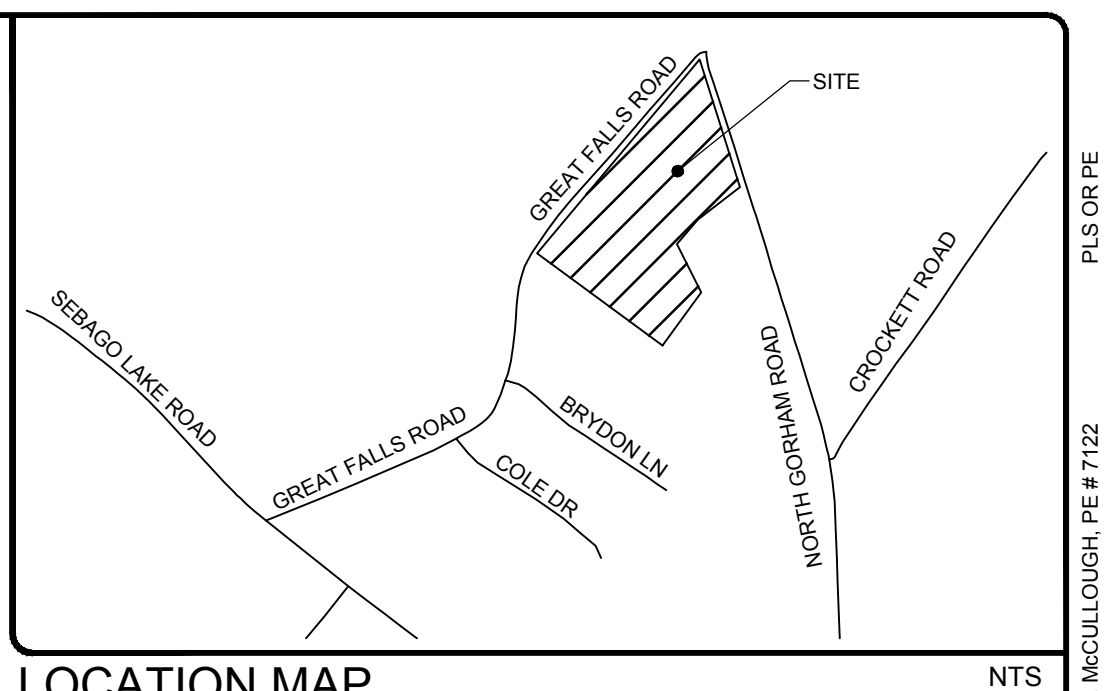 GREAT FALLS ROAD
SITE
SEBAGO LAKE ROAD
GREAT FALLS ROAD
BRYDON LN
COLE DR
NORTH GORHAM ROAD
CROCKETT ROAD
LOCATION MAP
NTS
PLS OR PE
McCULLOUGH, PE # 7122